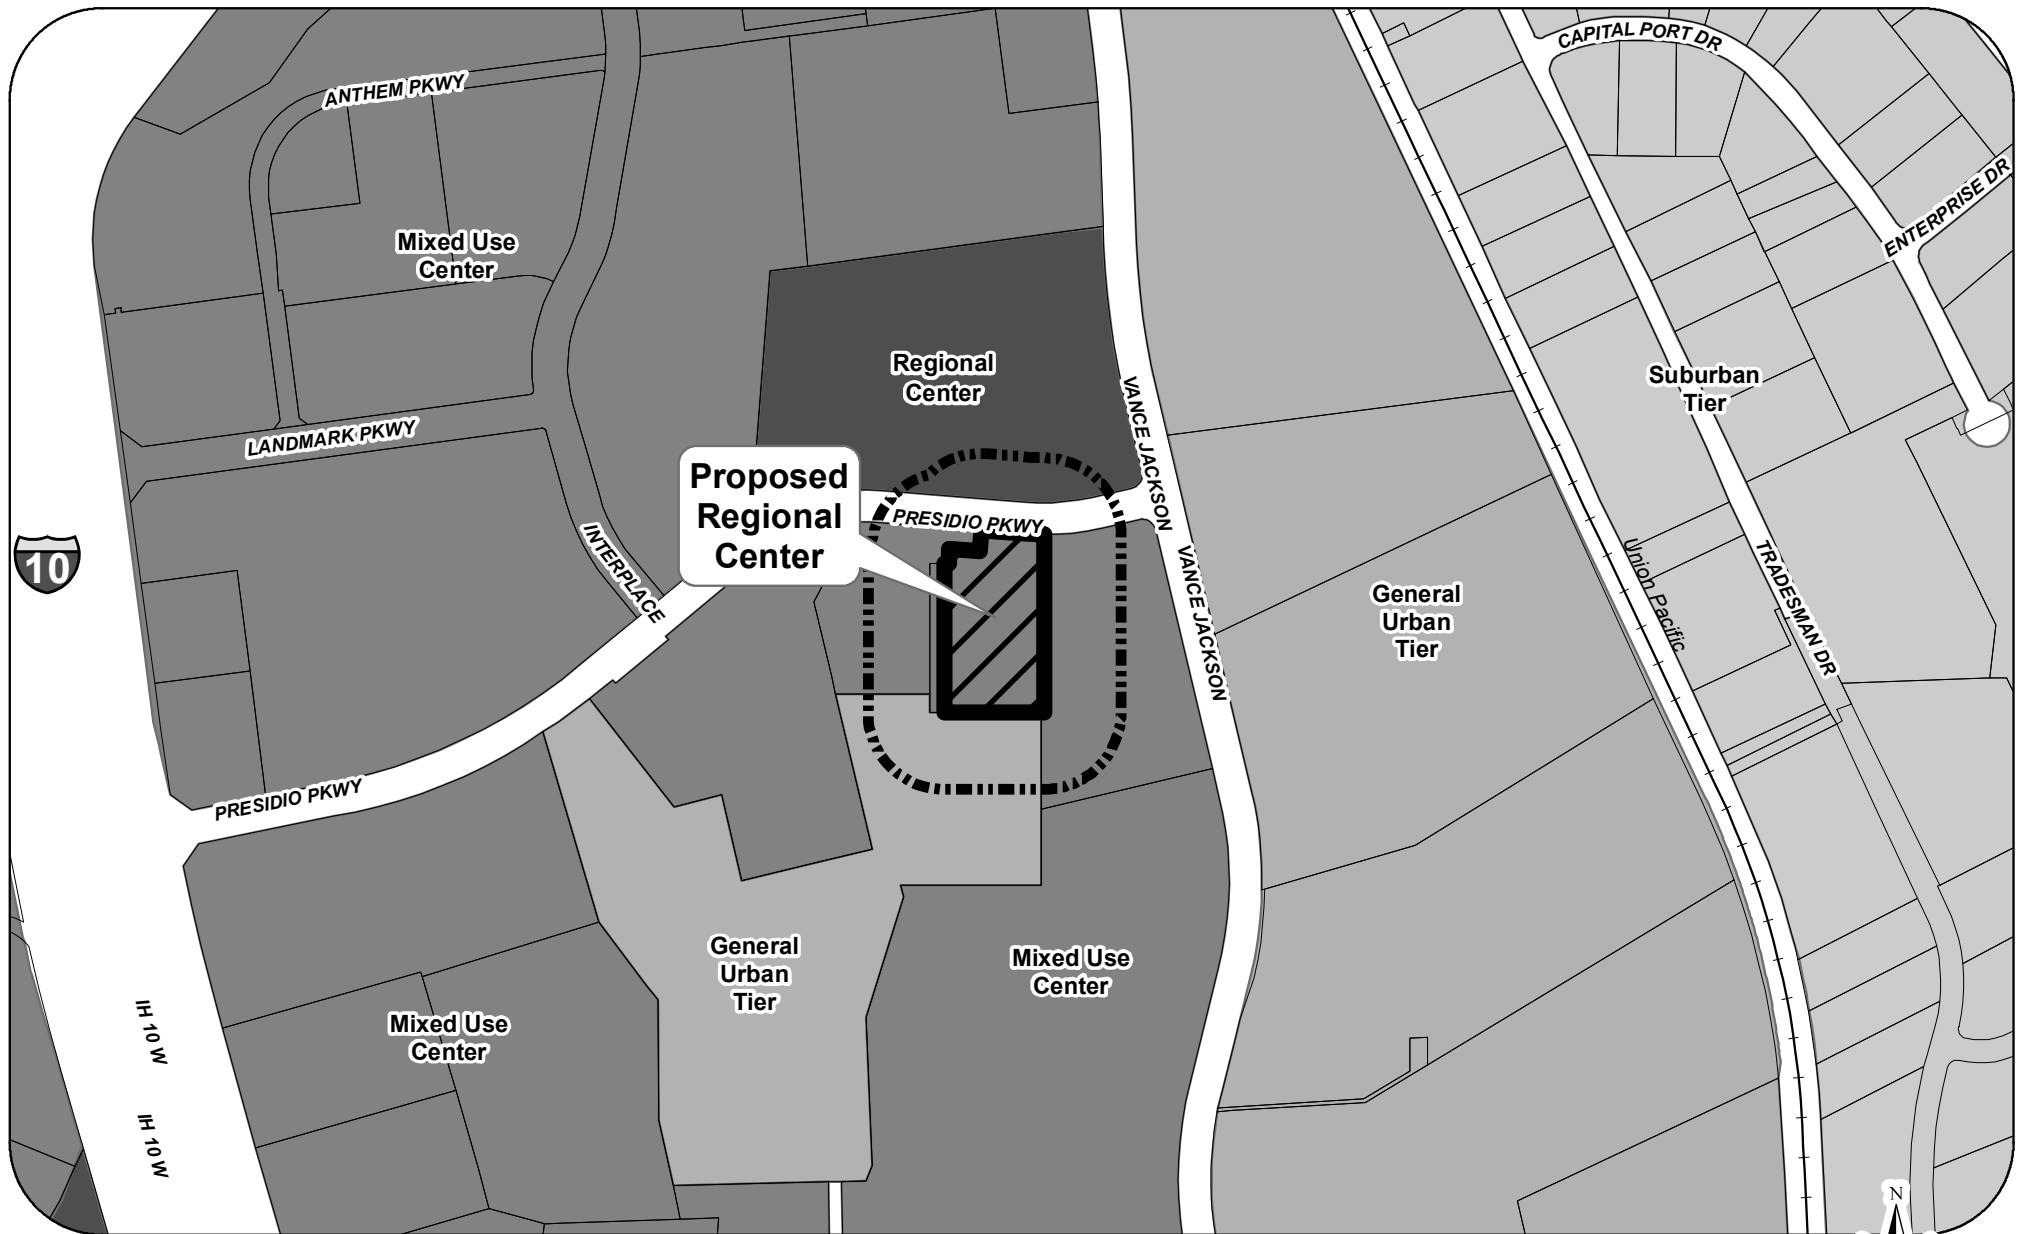 CAPITAL PORT DR
ANTHEM PKWY
ENTERPRISE DR
Mixed Use
Center
Regional
Center
Suburban
Tier
VANCE JACKSON
LANDMARK PKWY
Proposed
Regional
Center
PRESIDIO PKWY
INTERPLACE
10
VANCE JACKSON
Union Pacific
TRADESMAN DR
General
Urban
Tier
PRESIDIO PKWY
General
Urban
Tier
Mixed Use
Center
Mixed Use
Center
IH 10 W
IH 10 W
N